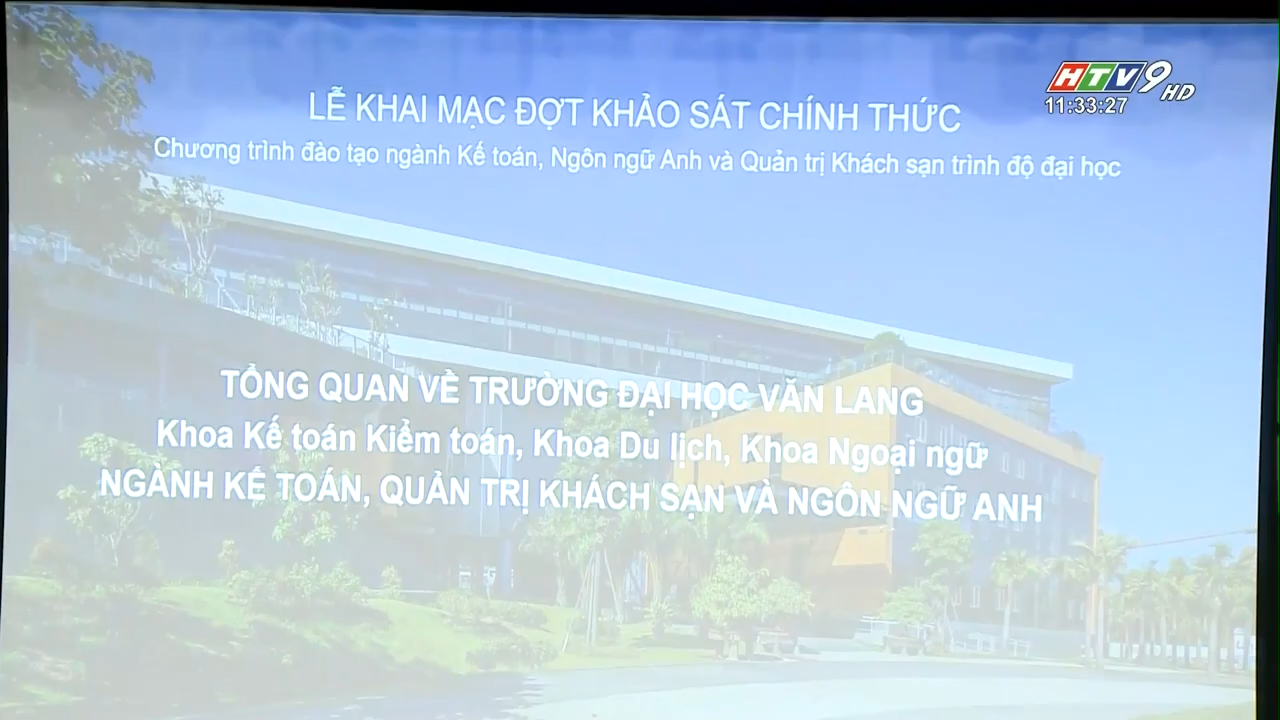 HTV9 HD
11:33:27
LỄ KHAI MẠC ĐỢT KHẢO SÁT CHÍNH THỨC
Chương trình đào tạo ngành Kế toán, Ngôn ngữ Anh và Quản trị Khách sạn trình độ đại học
TỔNG QUAN VỀ TRƯỜNG ĐẠI HỌC VĂN LANG
Khoa Kế toán Kiểm toán, Khoa Du lịch, Khoa Ngoại ngữ
NGÀNH KẾ TOÁN, QUẢN TRỊ KHÁCH SẠN VÀ NGÔN NGỮ ANH